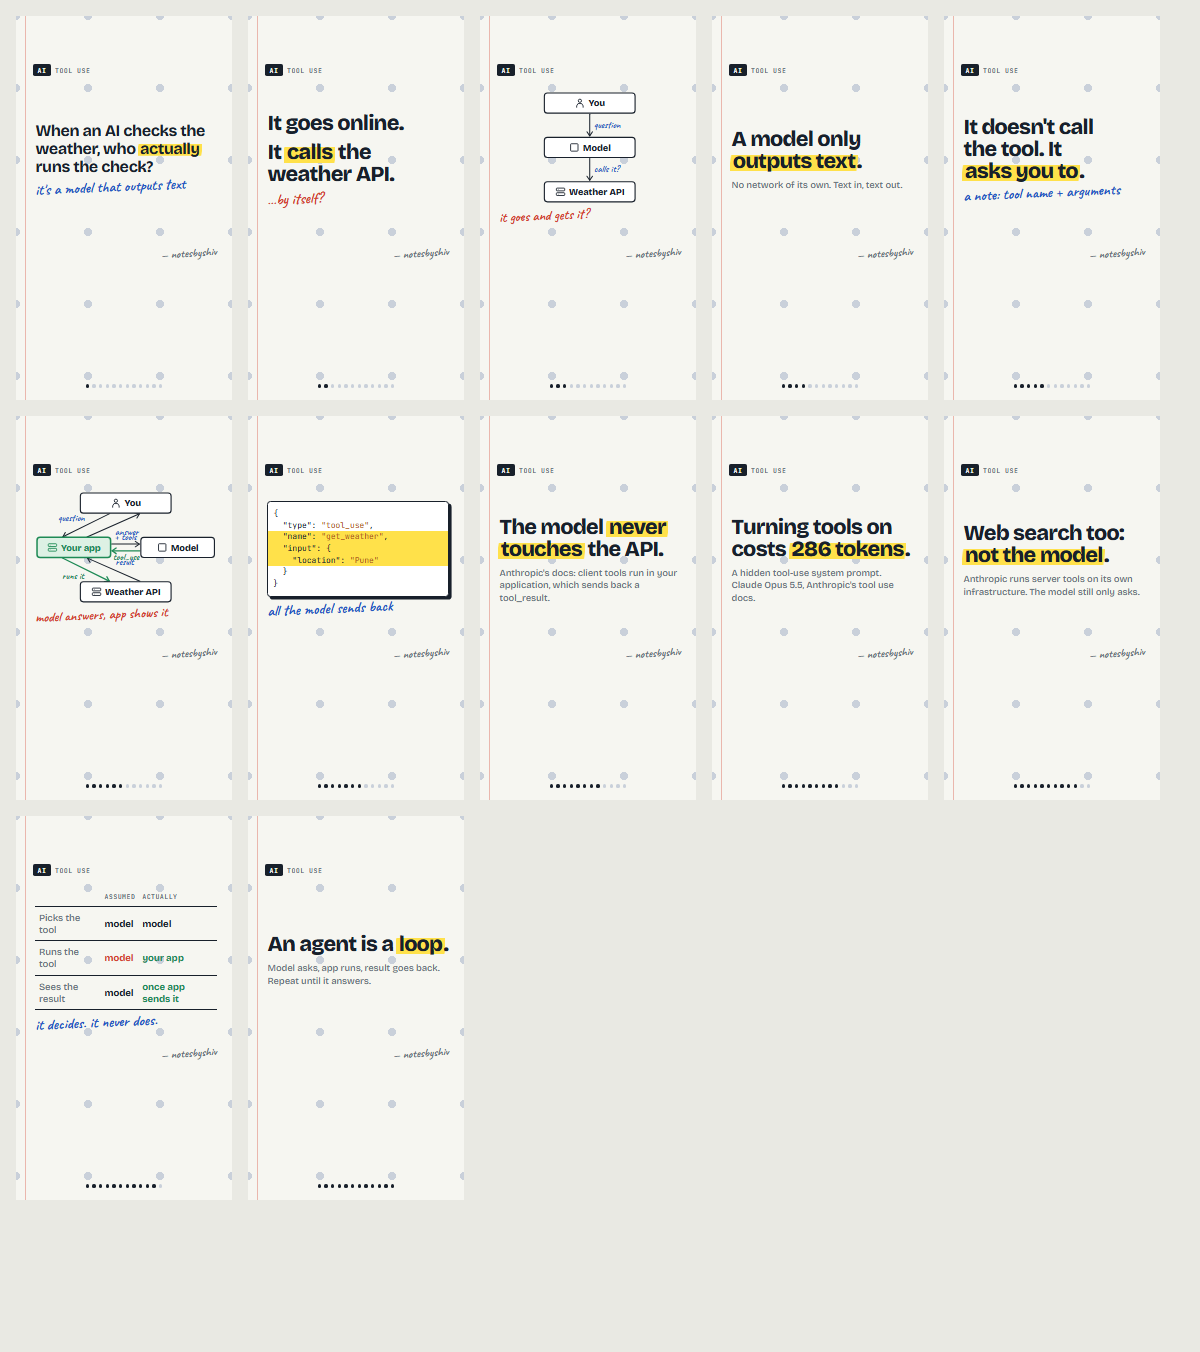 AI TOOL USE
When an AI checks the
weather, who actually
runs the check?
it's a model that outputs text
— notesbyshiv
AI TOOL USE
It goes online.
It calls the
weather API.
...by itself?
— notesbyshiv
AI TOOL USE
You
question
Model
calls it?
Weather API
it goes and gets it?
— notesbyshiv
AI TOOL USE
A model only
outputs text.
No network of its own. Text in, text out.
— notesbyshiv
AI TOOL USE
It doesn't call
the tool. It
asks you to.
a note: tool name + arguments
— notesbyshiv
AI TOOL USE
You
question
answer
+ tools
Your app
Model
tool_use
result
runs it
Weather API
model answers, app shows it
— notesbyshiv
AI TOOL USE
{
"type": "tool_use",
"name": "get_weather",
"input": {
"location": "Pune"
}
}
all the model sends back
— notesbyshiv
AI TOOL USE
The model never
touches the API.
Anthropic's docs: client tools run in your
application, which sends back a
tool_result.
— notesbyshiv
AI TOOL USE
Turning tools on
costs 286 tokens.
A hidden tool-use system prompt.
Claude Opus 5.5, Anthropic's tool use
docs.
— notesbyshiv
AI TOOL USE
Web search too:
not the model.
Anthropic runs server tools on its own
infrastructure. The model still only asks.
— notesbyshiv
AI TOOL USE
ASSUMED ACTUALLY
Picks the
tool
model model
Runs the
tool
model your app
Sees the
result
model once app
sends it
it decides. it never does.
— notesbyshiv
AI TOOL USE
An agent is a loop.
Model asks, app runs, result goes back.
Repeat until it answers.
— notesbyshiv